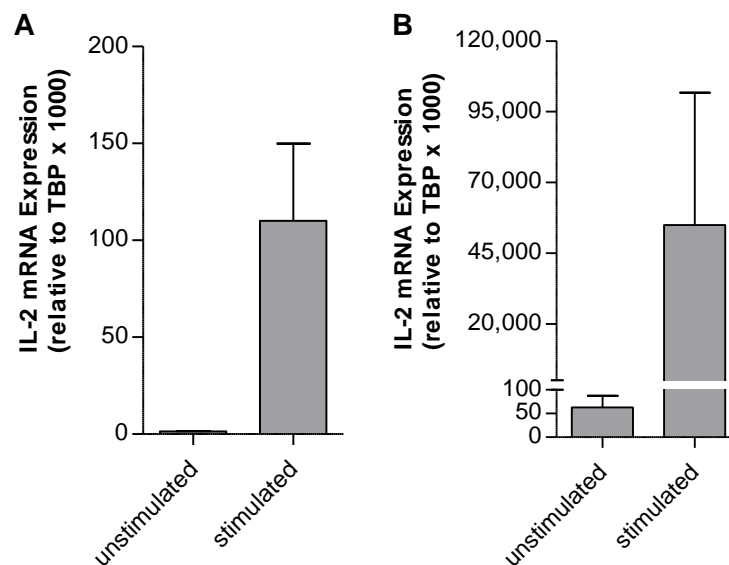 A
IL-2 mRNA Expression
(relative to TBP x 1000)
200
150
100
50
0
unstimulated
stimulated
B
IL-2 mRNA Expression
(relative to TBP x 1000)
120,000
95,000
70,000
45,000
20,000
100
50
0
unstimulated
stimulated